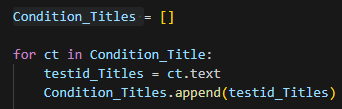 Condition_Titles = []
for ct in Condition_Title:
    testid_Titles = ct.text
    Condition_Titles.append(testid_Titles)